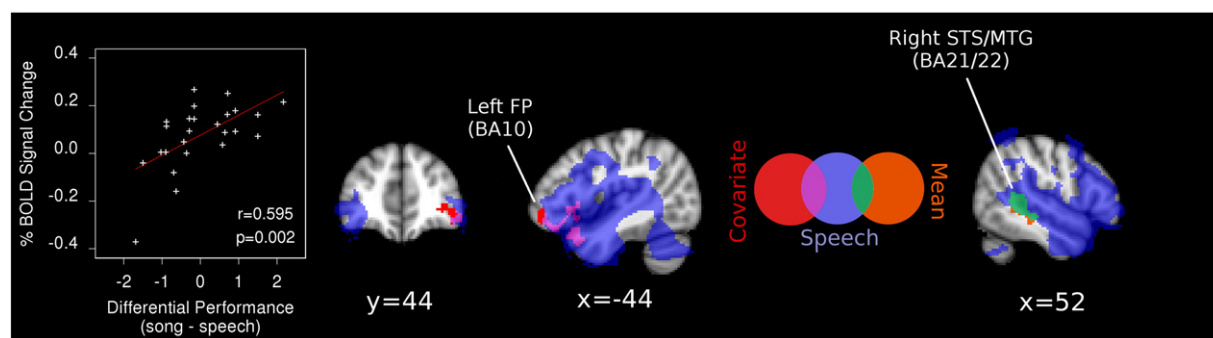 % BOLD Signal Change
0.4
0.2
0.0
-0.2
-0.4
r=0.595
p=0.002
-2 -1 0 1 2
Differential Performance
(song - speech)
y=44
Left FP
(BA10)
x=-44
Covariate
Speech
Mean
Right STS/MTG
(BA21/22)
x=52